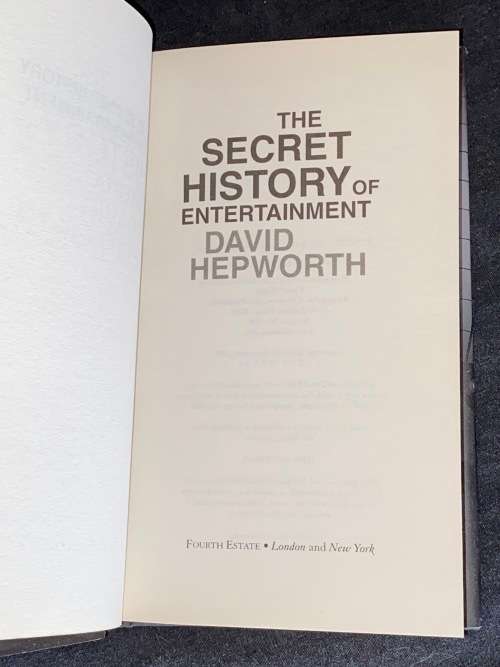 THE
SECRET
HISTORY OF
ENTERTAINMENT
DAVID
HEPWORTH
FOURTH ESTATE • London and New York